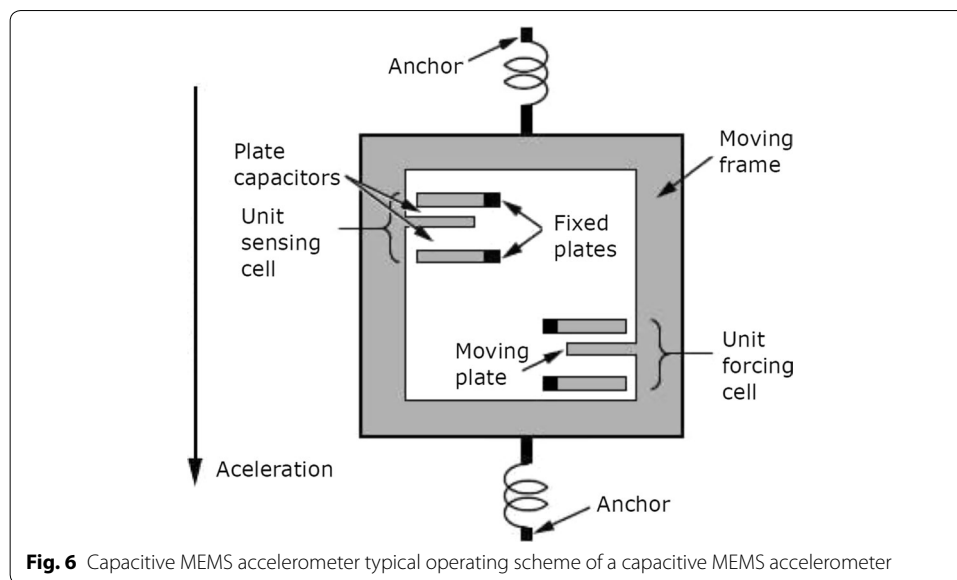 Anchor
Moving
frame
Plate
capacitors
Unit
sensing
cell
Fixed
plates
Moving
plate
Unit
forcing
cell
Aceleration
Anchor
Fig. 6 Capacitive MEMS accelerometer typical operating scheme of a capacitive MEMS accelerometer